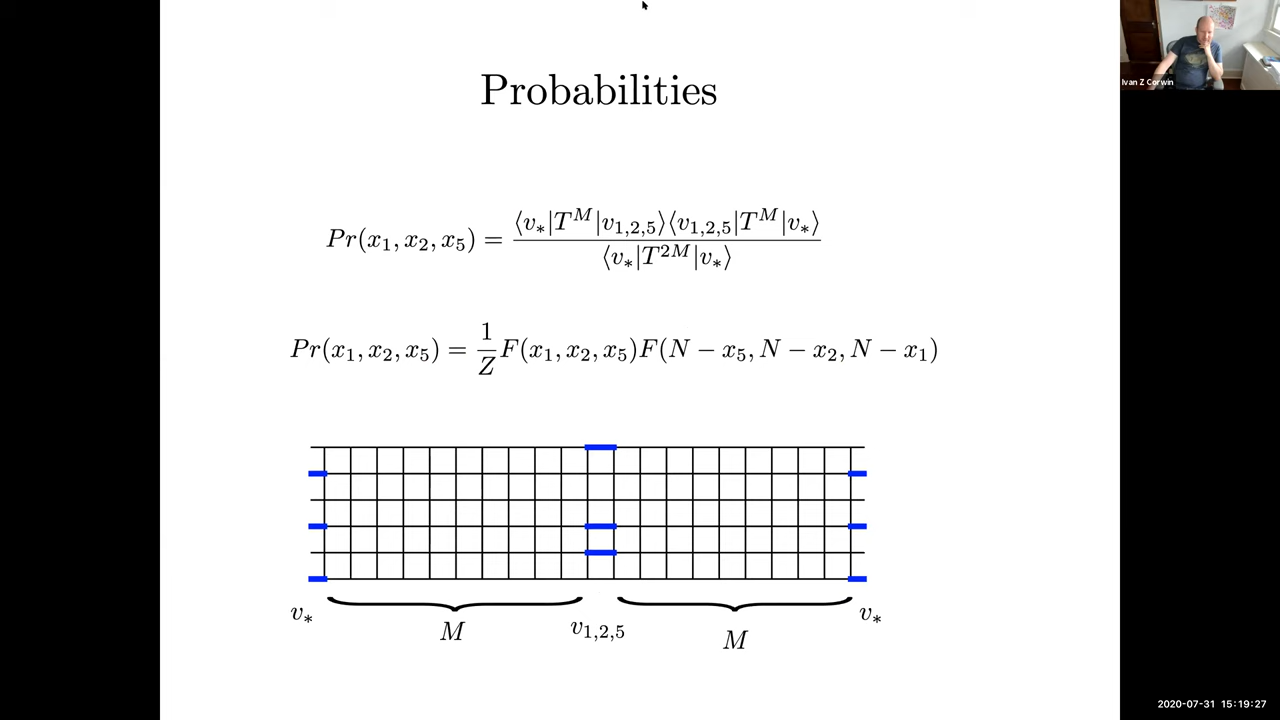 Probabilities
Ivan Z Corwin
Pr(x₁, x₂, x₅) = ⟨v*|T^M|v₁,₂,₅⟩⟨v₁,₂,₅|T^M|v*⟩ / ⟨v*|T^{2M}|v*⟩
Pr(x₁, x₂, x₅) = 1/Z F(x₁, x₂, x₅)F(N − x₅, N − x₂, N − x₁)
v* M v₁,₂,₅ M v*
2020-07-31 15:19:27